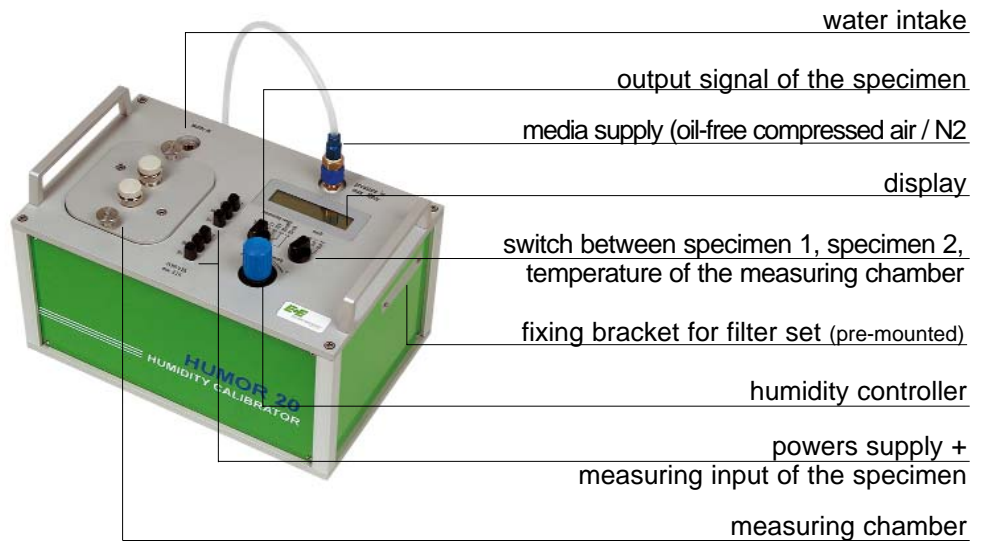 water intake
output signal of the specimen
media supply (oil-free compressed air / N2
display
switch between specimen 1, specimen 2,
temperature of the measuring chamber
fixing bracket for filter set (pre-mounted)
humidity controller
powers supply +
measuring input of the specimen
measuring chamber
E+E
HUMOR 20
HUMIDITY CALIBRATOR